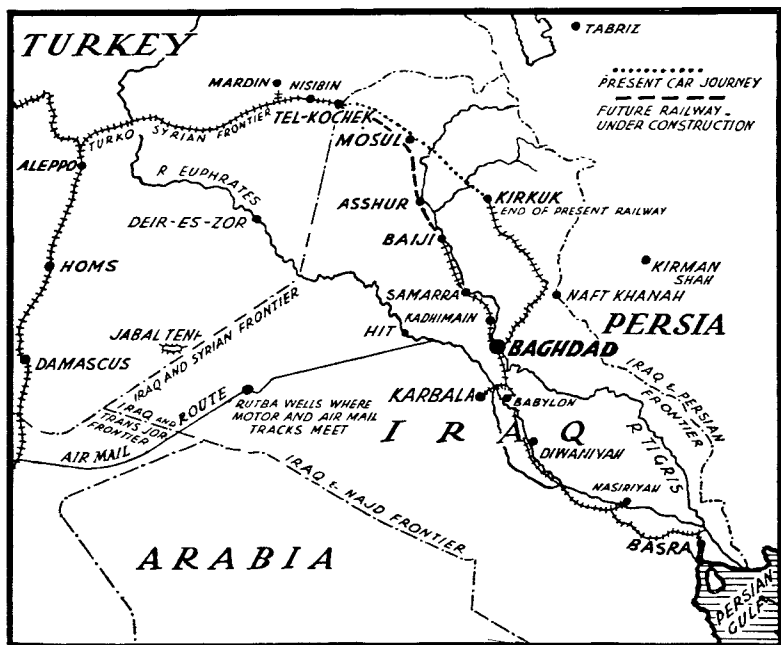 TURKEY
TABRIZ
PRESENT CAR JOURNEY
FUTURE RAILWAY
UNDER CONSTRUCTION
MARDIN
NISIBIN
TEL-KOCHEK
TURKO SYRIAN FRONTIER
MOSUL
ALEPPO
R EUPHRATES
ASSHUR
KIRKUK
END OF PRESENT RAILWAY
DEIR-ES-ZOR
BAIJI
HOMS
KIRMAN
SHAH
SAMARRA
NAFT KHANAH
KADHIMAIN
PERSIA
JABAL TENF
HIT
BAGHDAD
IRAQ AND SYRIAN FRONTIER
DAMASCUS
IRAQ & PERSIAN
FRONTIER
KARBALA
BABYLON
RUTBA WELLS WHERE
MOTOR AND AIR MAIL
TRACKS MEET
IRAQ AND
TRANS JOR
FRONTIER
AIR MAIL ROUTE
IRAQ
R TIGRIS
DIWANIYAH
IRAQ & NAJD FRONTIER
NASIRIYAH
ARABIA
BASRA
PERSIAN
GULF